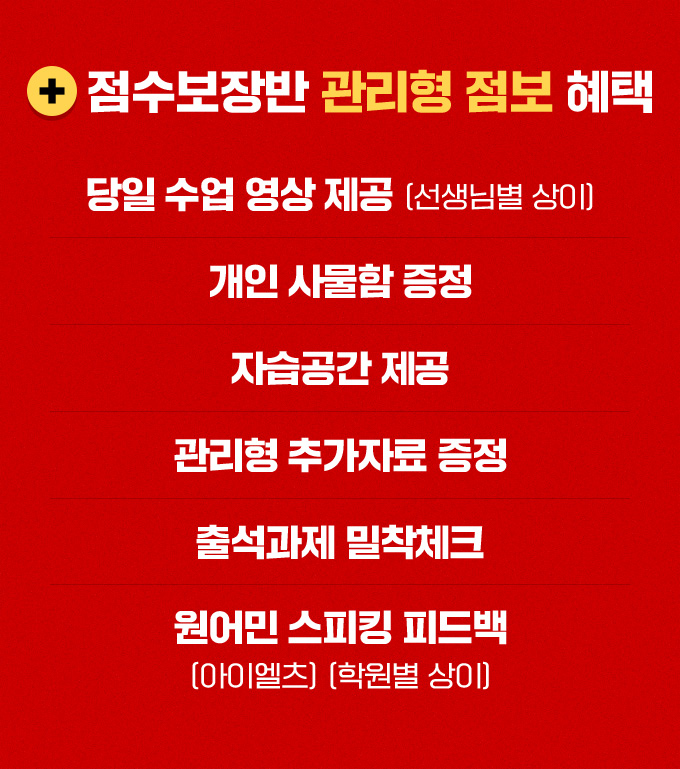 + 점수보장반 관리형 점보 혜택
당일 수업 영상 제공 (선생님별 상이)
개인 사물함 증정
자습공간 제공
관리형 추가자료 증정
출석과제 밀착체크
원어민 스피킹 피드백
(아이엘츠) (학원별 상이)